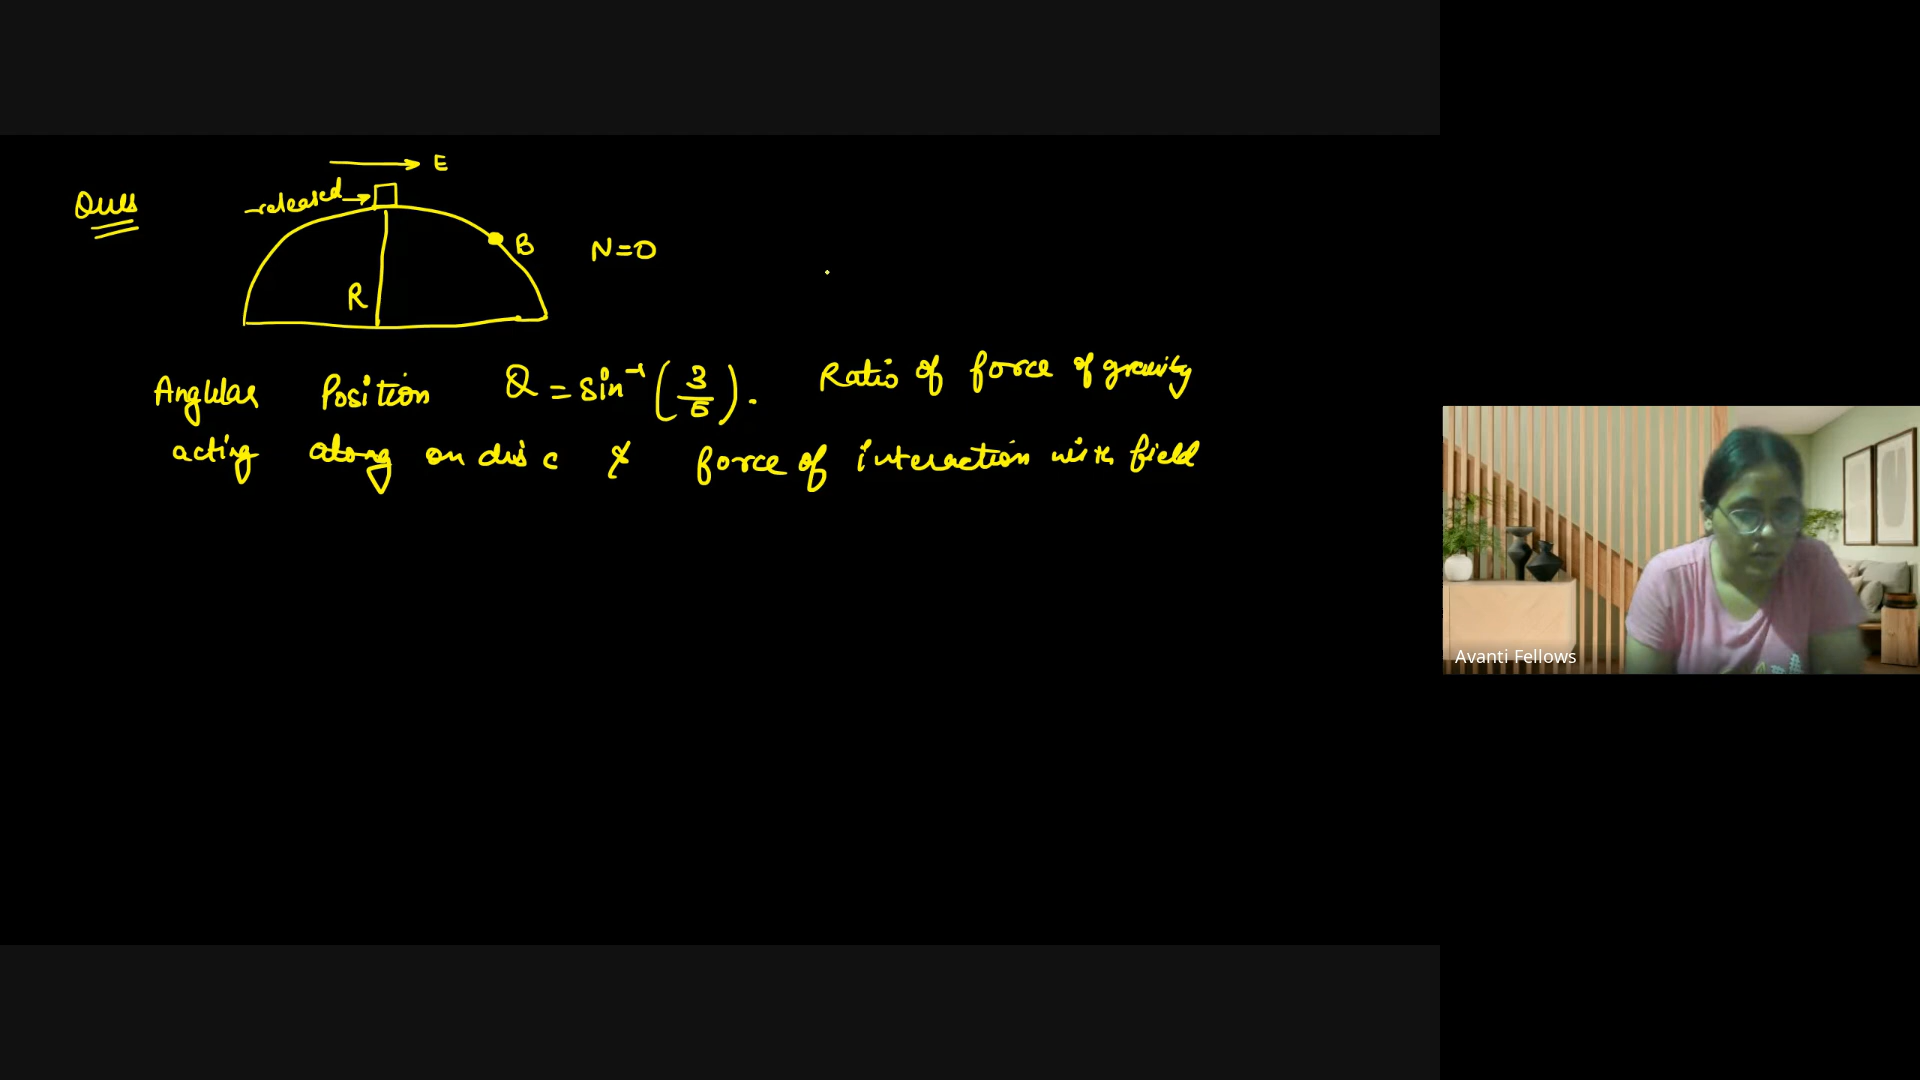 E
Ques
released
B
N=0
R
Angular Position Q = sin⁻¹ (3/5). Ratio of force of gravity
acting along on disc & force of interaction with field
Avanti Fellows